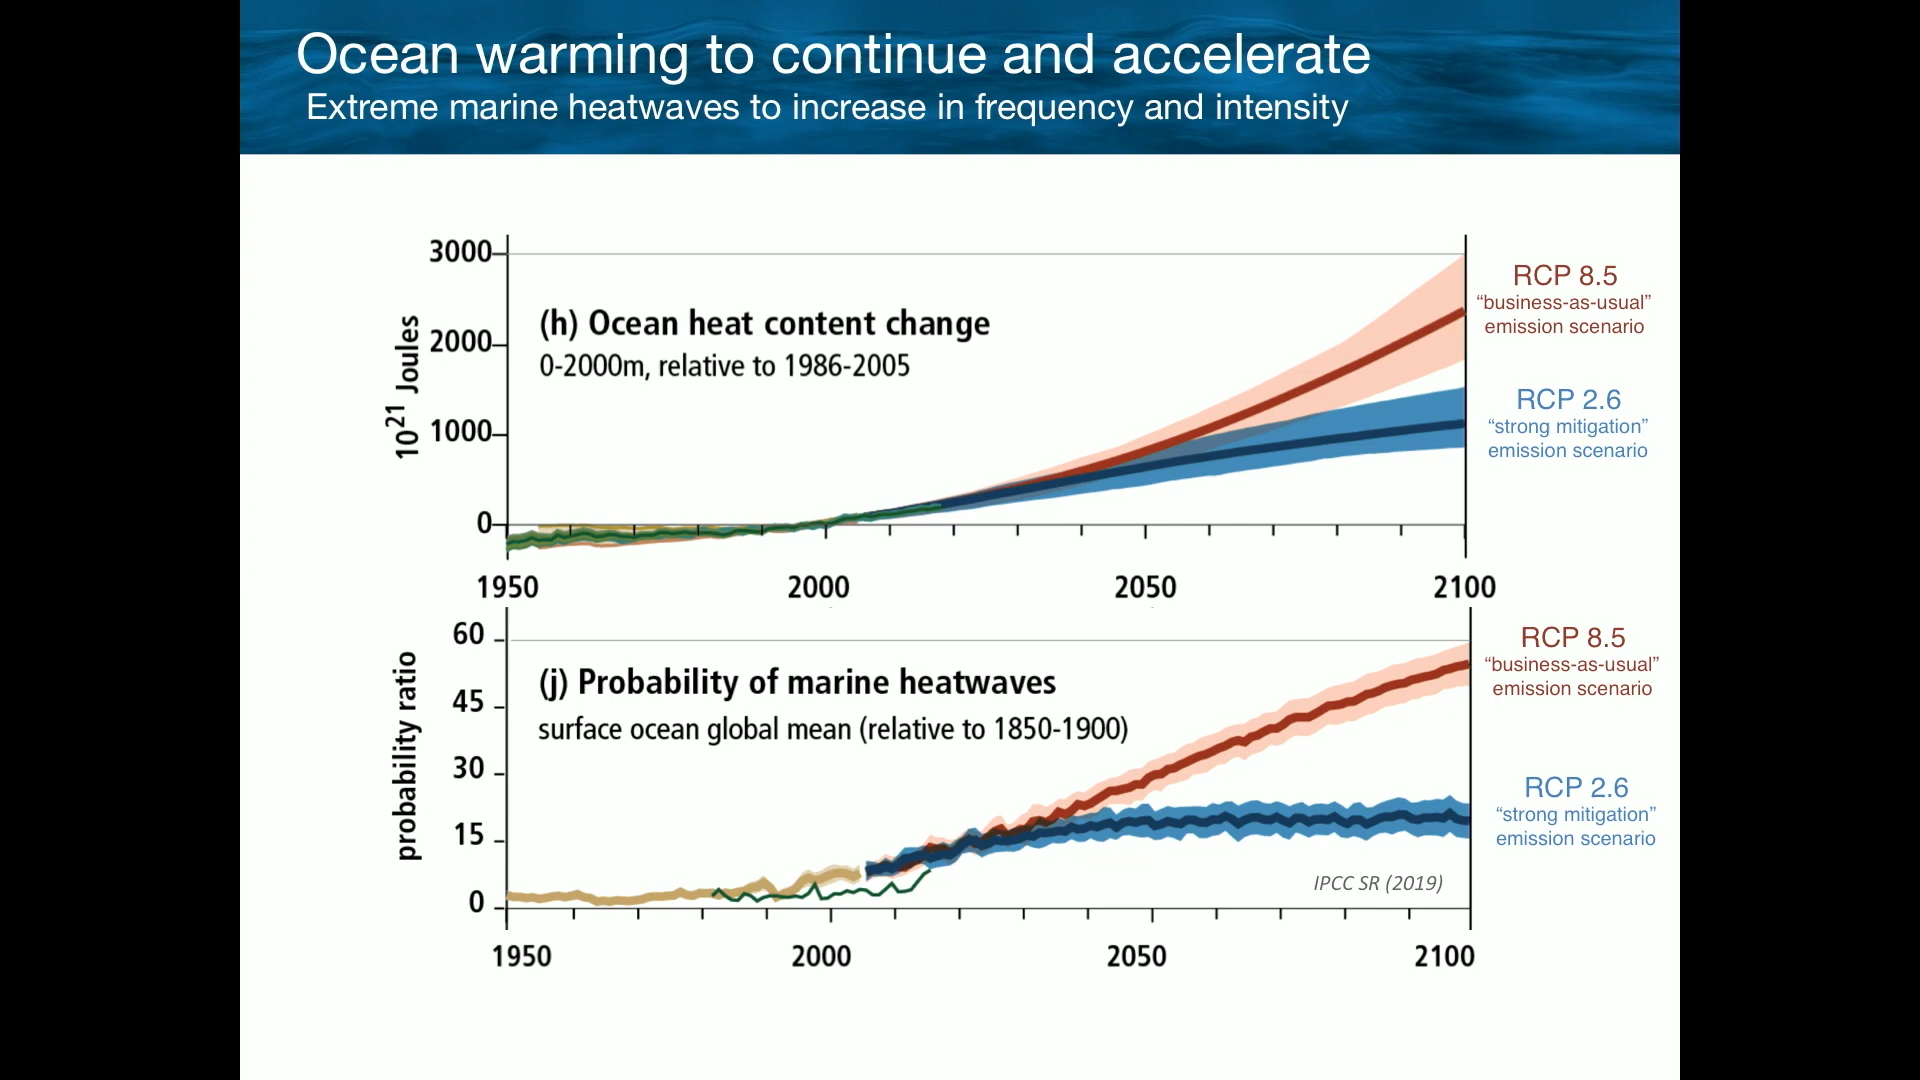 Ocean warming to continue and accelerate
Extreme marine heatwaves to increase in frequency and intensity
3000
2000
1000
0
10²¹ Joules
(h) Ocean heat content change
0-2000m, relative to 1986-2005
RCP 8.5
“business-as-usual”
emission scenario
RCP 2.6
“strong mitigation”
emission scenario
1950 2000 2050 2100
60
45
30
15
0
probability ratio
(j) Probability of marine heatwaves
surface ocean global mean (relative to 1850-1900)
RCP 8.5
“business-as-usual”
emission scenario
RCP 2.6
“strong mitigation”
emission scenario
IPCC SR (2019)
1950 2000 2050 2100